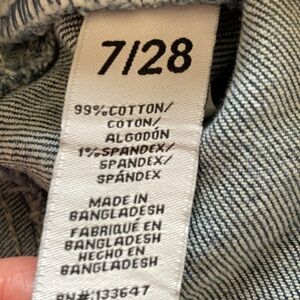 7/28
99%COTTON/
COTON/
ALGODÓN
1%SPANDEX/
SPANDEX/
SPÁNDEX
MADE IN
BANGLADESH
FABRIQUÉ EN
BANGLADESH
HECHO EN
BANGLADESH
RN#:133647